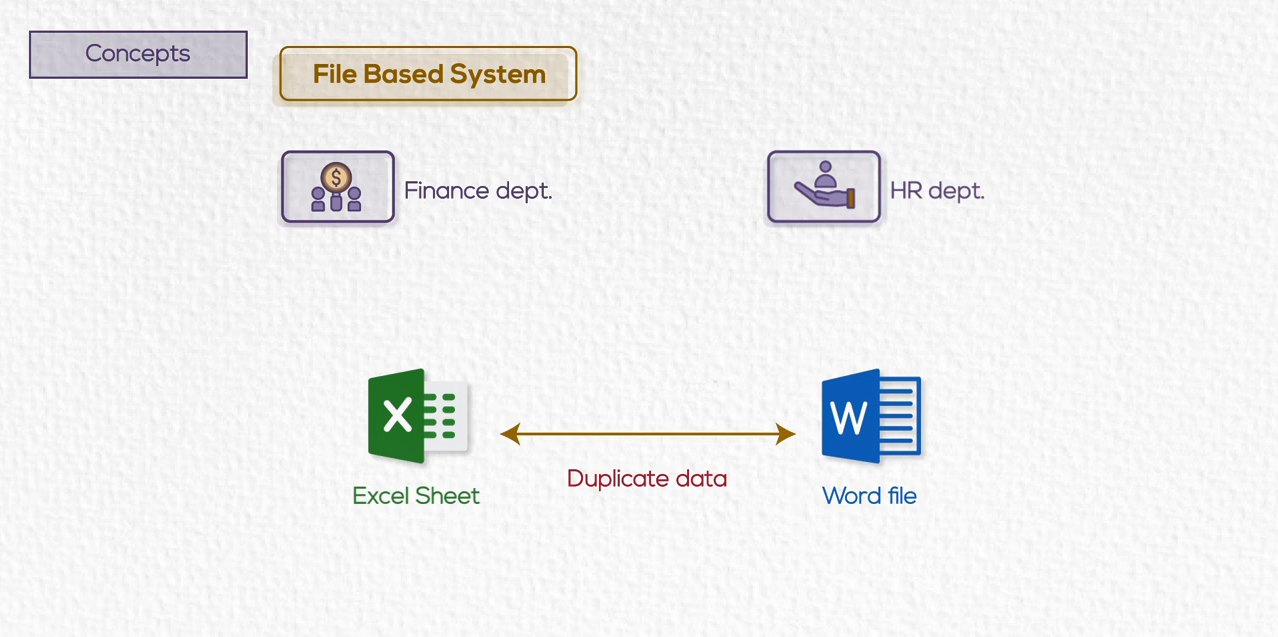 Concepts
File Based System
Finance dept.
HR dept.
X
W
Duplicate data
Excel Sheet
Word file